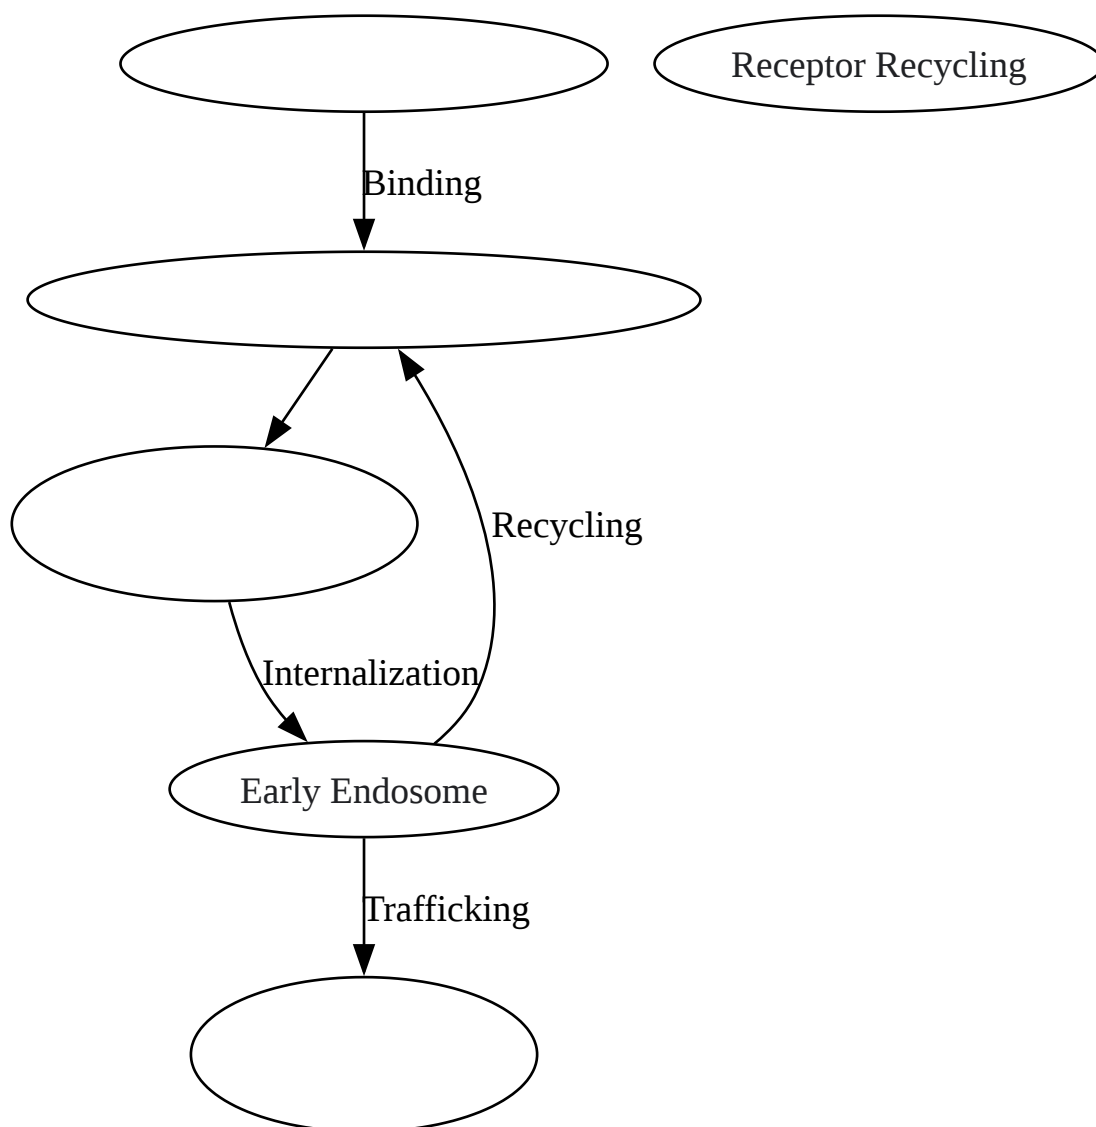 Receptor Recycling
Binding
Recycling
Internalization
Early Endosome
Trafficking